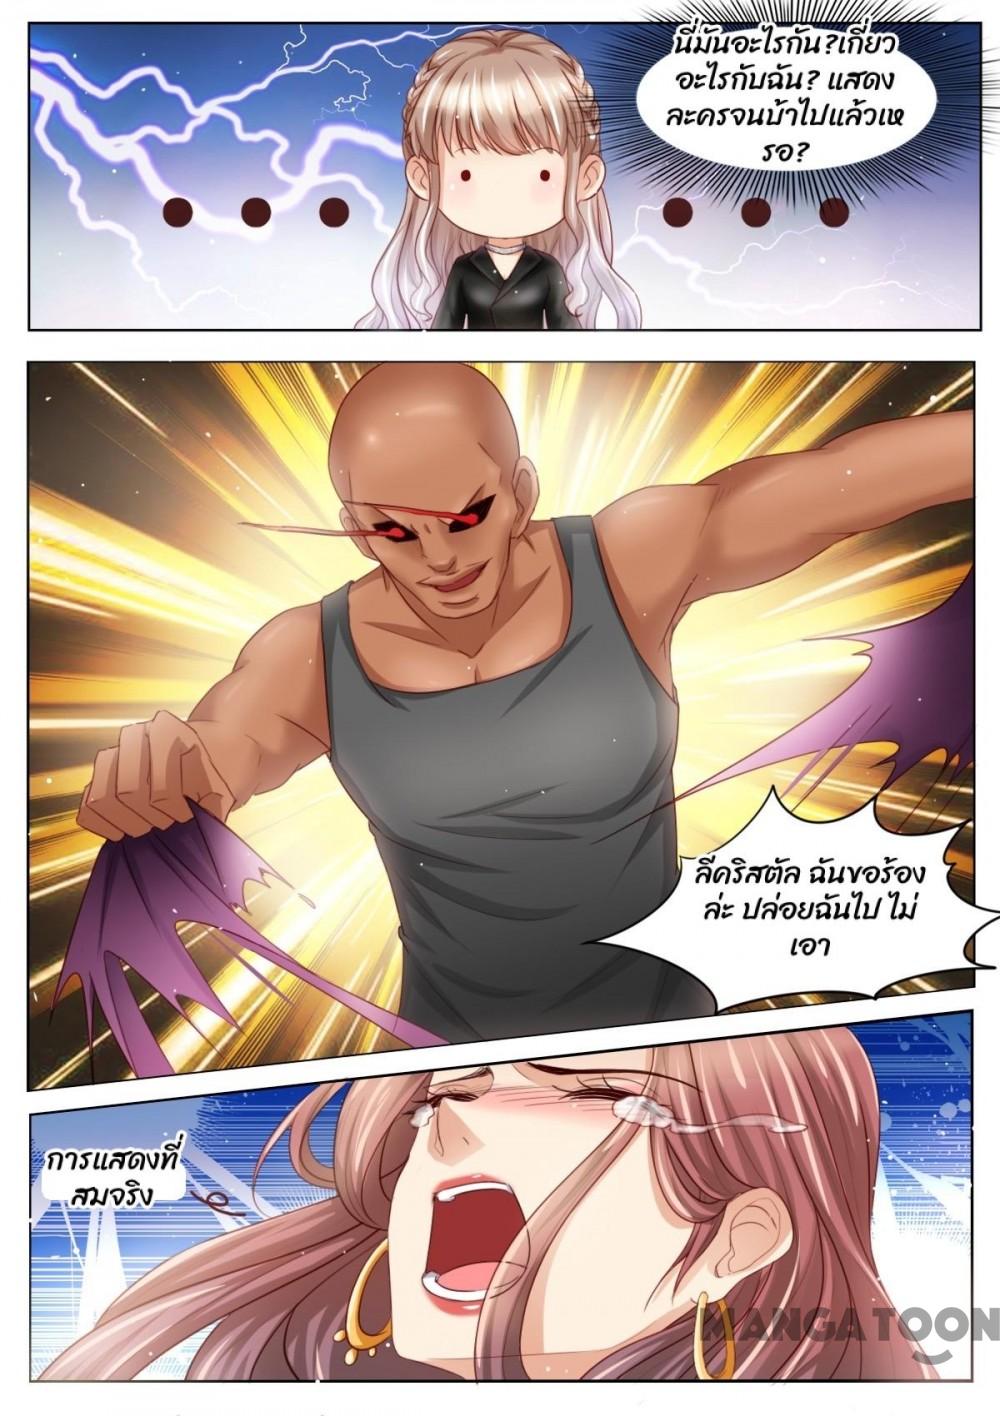 นี่มันอะไรกัน?เกี่ยว
อะไรกับฉัน? แสดง
ละครจนบ้าไปแล้วเห
รอ?
ลีคริสตัล ฉันขอร้อง
ล่ะ ปล่อยฉันไป ไม่
เอา
การแสดงที่
สมจริง
MANGATOON